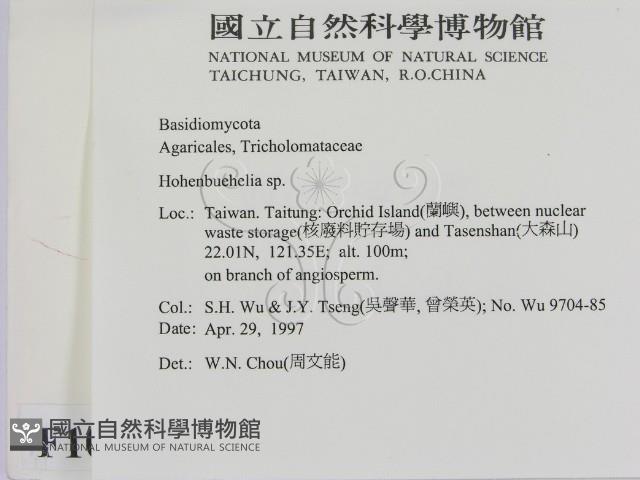 國立自然科學博物館
NATIONAL MUSEUM OF NATURAL SCIENCE
TAICHUNG, TAIWAN, R.O.CHINA
Basidiomycota
Agaricales, Tricholomataceae
Hohenbuehelia sp.
Loc.: Taiwan. Taitung: Orchid Island(蘭嶼), between nuclear
waste storage(核廢料貯存場) and Tasenshan(大森山)
22.01N, 121.35E; alt. 100m;
on branch of angiosperm.
Col.: S.H. Wu & J.Y. Tseng(吳聲華, 曾榮英); No. Wu 9704-85
Date: Apr. 29, 1997
Det.: W.N. Chou(周文能)
國立自然科學博物館
NATIONAL MUSEUM OF NATURAL SCIENCE